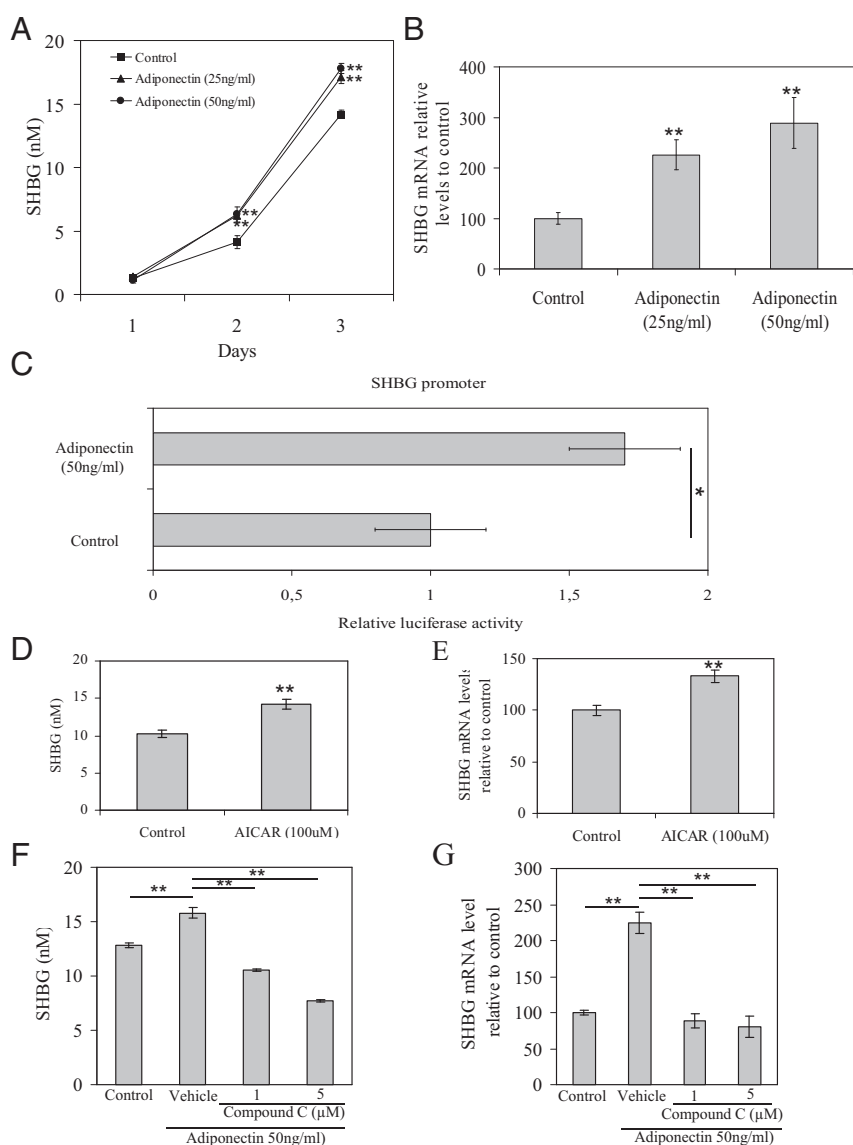 A
Control
Adiponectin (25ng/ml)
Adiponectin (50ng/ml)
20
15
10
5
0
SHBG (nM)
**
**
**
**
1 2 3
Days
B
400
300
200
100
0
SHBG mRNA relative
levels to control
**
**
Control
Adiponectin
(25ng/ml)
Adiponectin
(50ng/ml)
C
SHBG promoter
Adiponectin
(50ng/ml)
Control
*
0 0,5 1 1,5 2
Relative luciferase activity
D
20
15
10
5
0
SHBG (nM)
**
Control AICAR (100uM)
E
150
100
50
0
SHBG mRNA levels
relative to control
**
Control AICAR (100uM)
F
20
15
10
5
0
SHBG (nM)
**
**
**
Control Vehicle 1 5
Compound C (µM)
Adiponectin 50ng/ml)
G
300
250
200
150
100
50
0
SHBG mRNA level
relative to control
**
**
**
Control Vehicle 1 5
Compound C (µM)
Adiponectin 50ng/ml)